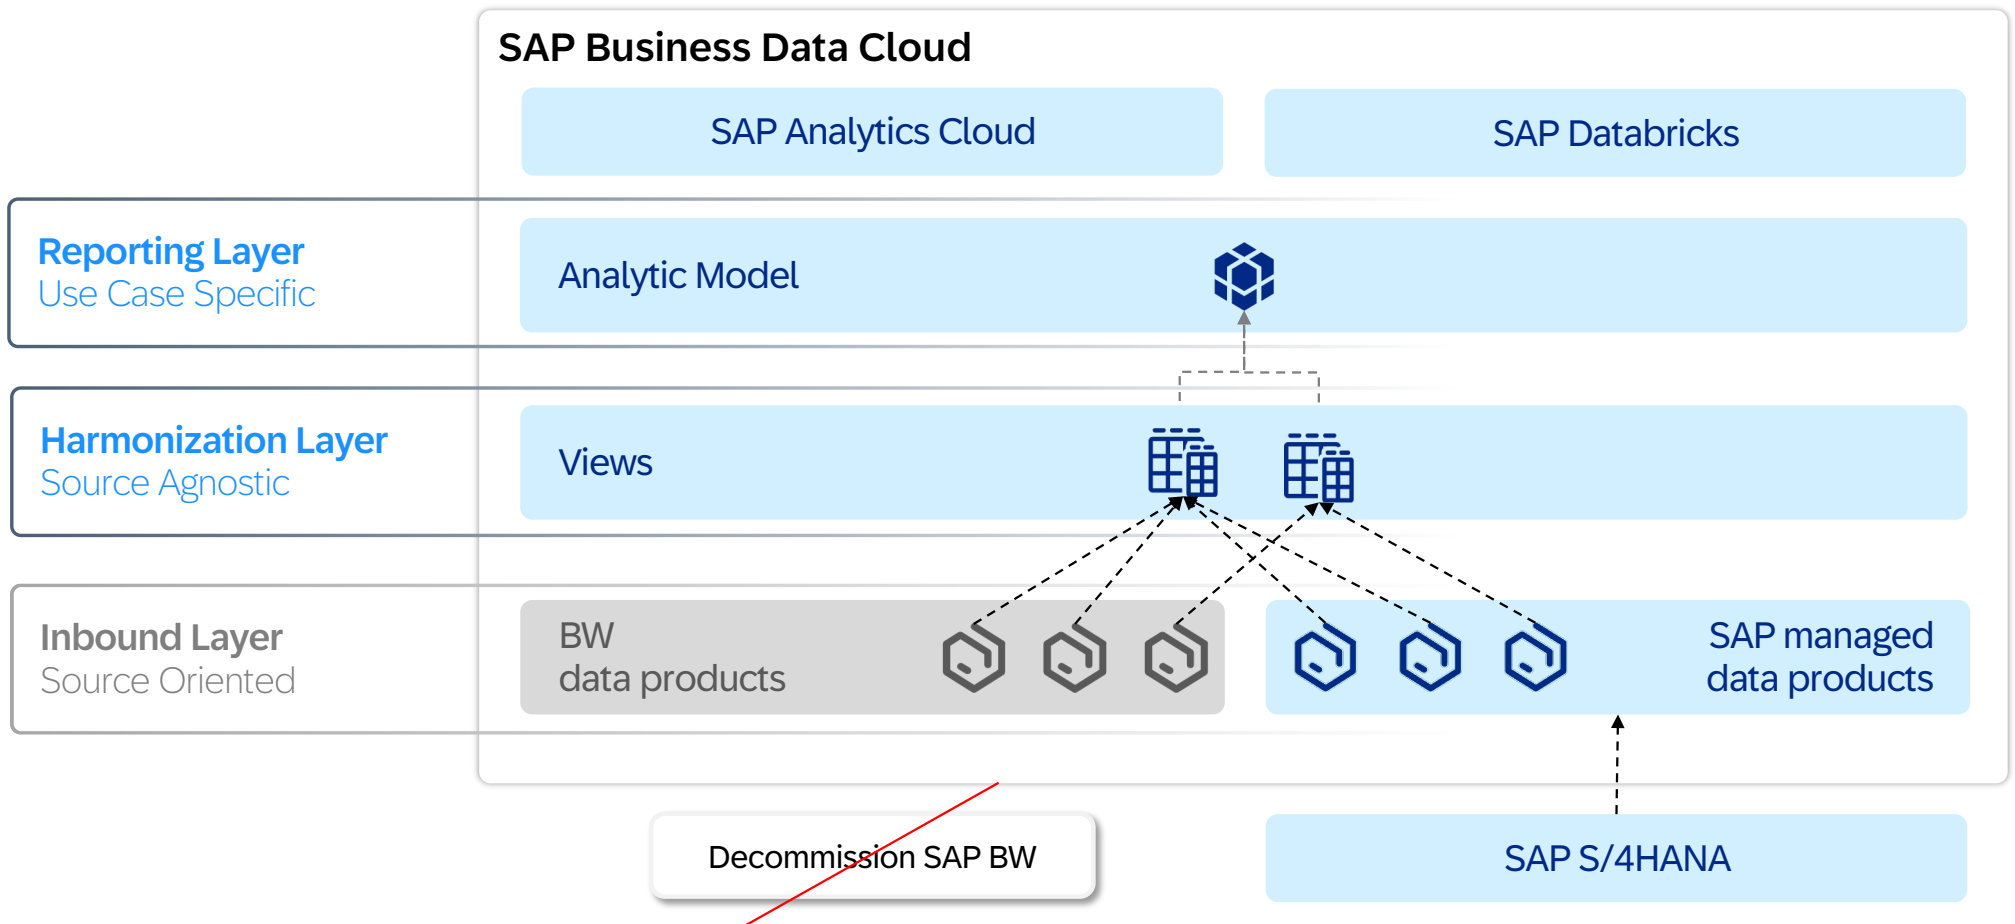 SAP Business Data Cloud
SAP Analytics Cloud
SAP Databricks
Reporting Layer
Use Case Specific
Analytic Model
Harmonization Layer
Source Agnostic
Views
Inbound Layer
Source Oriented
BW
data products
SAP managed
data products
Decommission SAP BW
SAP S/4HANA